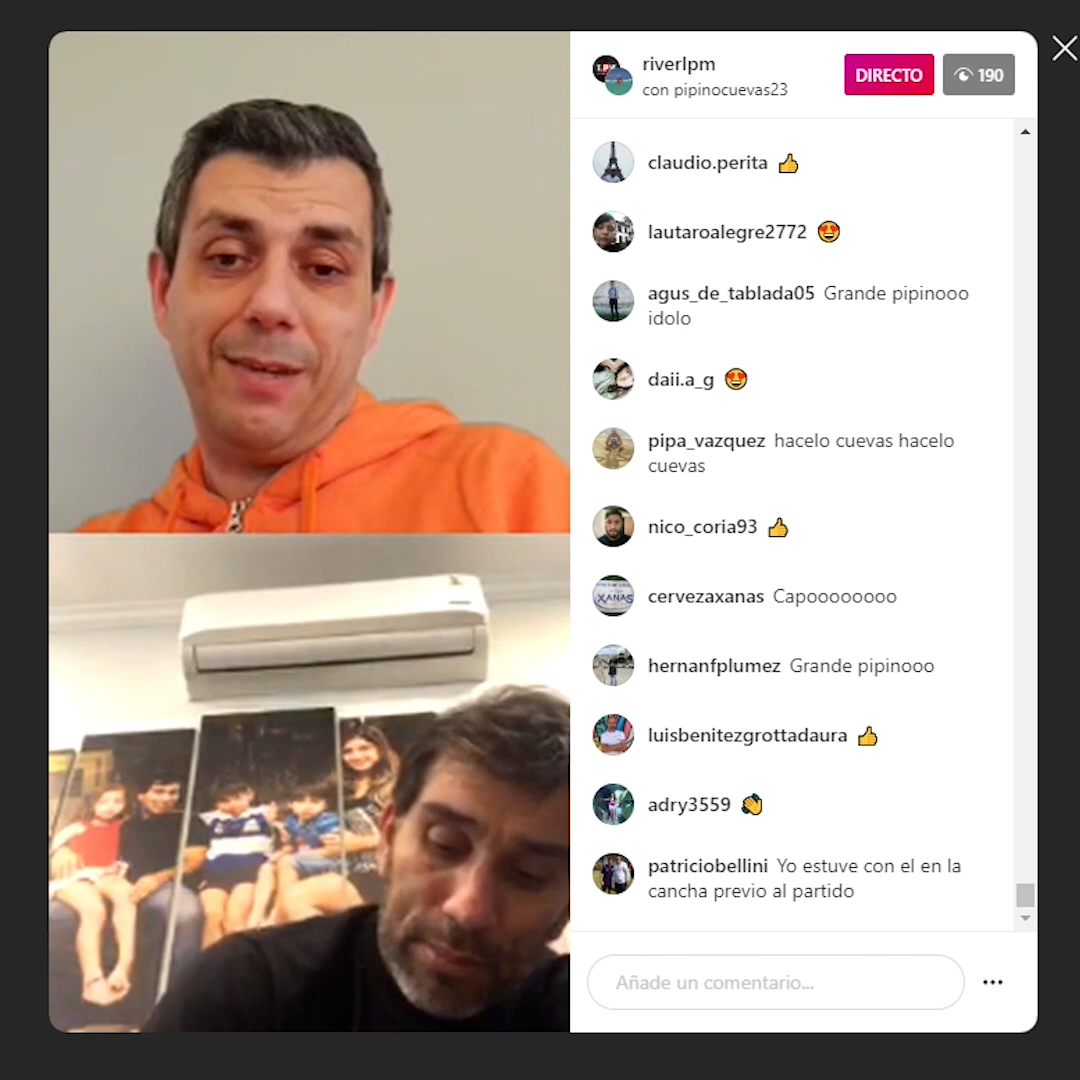 riverlpm
con pipinocuevas23
DIRECTO
190
claudio.perita 👍
lautaroalegre2772 😍
agus_de_tablada05 Grande pipinooo
idolo
daii.a_g 😍
pipa_vazquez hacelo cuevas hacelo
cuevas
nico_coria93 👍
XANAS
cervezaxanas Capoooooooo
hernanfplumez Grande pipinooo
luisbenitezgrottadaura 👍
adry3559 👏
patriciobellini Yo estuve con el en la
cancha previo al partido
Añade un comentario...